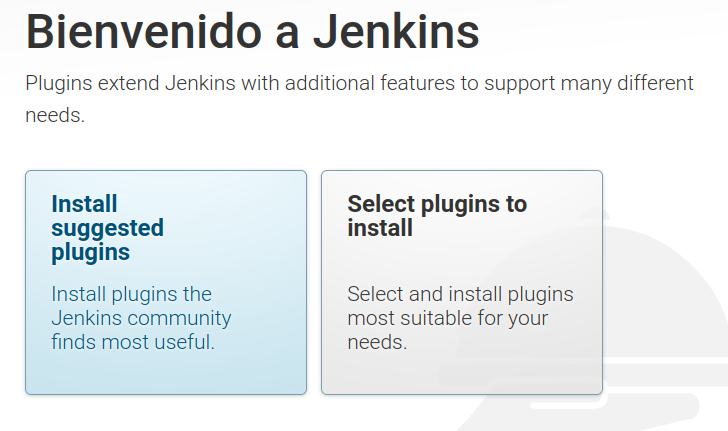 Bienvenido a Jenkins
Plugins extend Jenkins with additional features to support many different
needs.
Install
suggested
plugins
Install plugins the
Jenkins community
finds most useful.
Select plugins to
install
Select and install plugins
most suitable for your
needs.